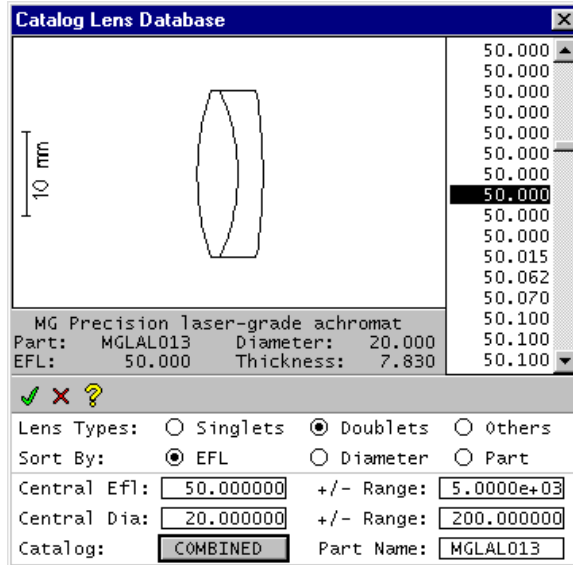 Catalog Lens Database
10 mm
50.000
50.000
50.000
50.000
50.000
50.000
50.000
50.000
50.000
50.000
50.015
50.062
50.070
50.100
50.100
50.100
MG Precision laser-grade achromat
Part: MGLAL013 Diameter: 20.000
EFL: 50.000 Thickness: 7.830
Lens Types: Singlets Doublets Others
Sort By: EFL Diameter Part
Central Efl: 50.000000 +/- Range: 5.0000e+03
Central Dia: 20.000000 +/- Range: 200.000000
Catalog: COMBINED Part Name: MGLAL013